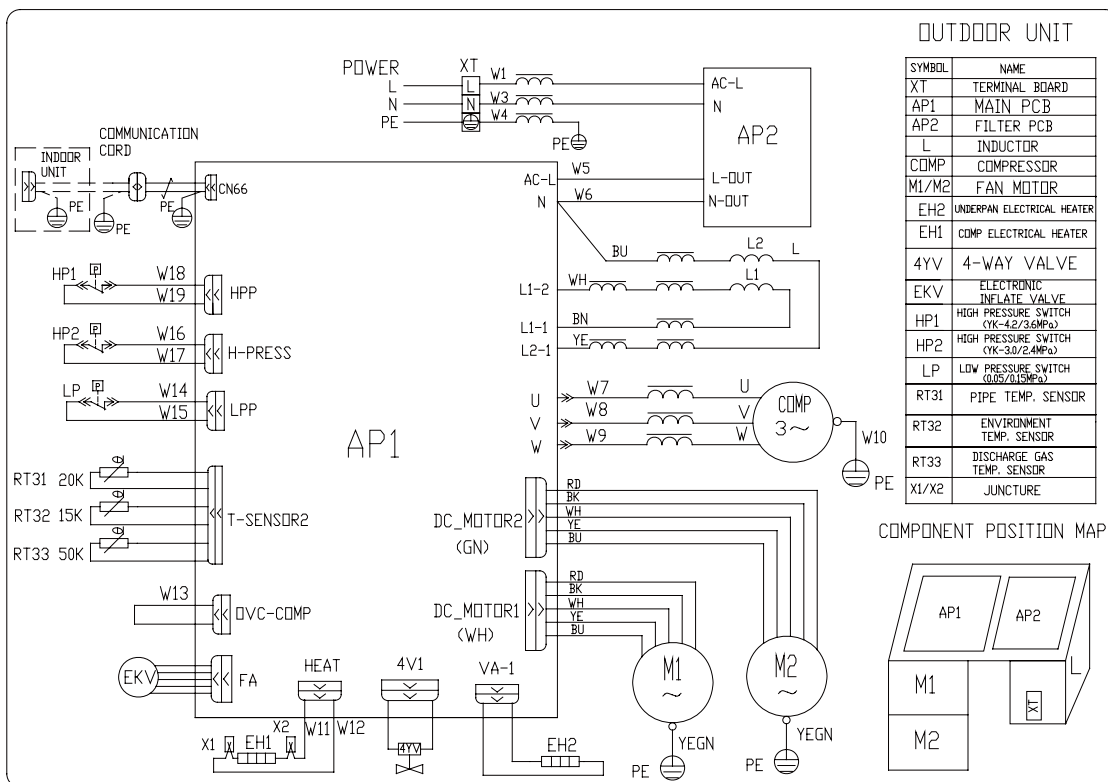 OUTDOOR UNIT
POWER
XT
L
N
PE
L
N
W1
W3
W4
PE
AC-L
N
AP2
L-OUT
N-OUT
COMMUNICATION
CORD
INDOOR
UNIT
PE
PE
PE
CN66
AC-L
N
W5
W6
BU
L2
L
WH
L1
L1-2
BN
L1-1
YE
L2-1
HP1
P
W18
W19
HPP
HP2
P
W16
W17
H-PRESS
LP
P
W14
W15
LPP
AP1
U
V
W
W7
W8
W9
U
V
W
COMP
3~
W10
PE
RT31 20K
RT32 15K
RT33 50K
T-SENSOR2
DC_MOTOR2
(GN)
RD
BK
WH
YE
BU
DC_MOTOR1
(WH)
RD
BK
WH
YE
BU
W13
OVC-COMP
EKV
FA
HEAT
4V1
VA-1
X1
EH1
X2
W11
W12
4YV
EH2
M1
~
YEGN
PE
M2
~
YEGN
PE
SYMBOL NAME
XT TERMINAL BOARD
AP1 MAIN PCB
AP2 FILTER PCB
L INDUCTOR
COMP COMPRESSOR
M1/M2 FAN MOTOR
EH2 UNDERPAN ELECTRICAL HEATER
EH1 COMP ELECTRICAL HEATER
4YV 4-WAY VALVE
EKV ELECTRONIC
INFLATE VALVE
HP1 HIGH PRESSURE SWITCH
(YK-4.2/3.6MPa)
HP2 HIGH PRESSURE SWITCH
(YK-3.0/2.4MPa)
LP LOW PRESSURE SWITCH
(0.05/0.15MPa)
RT31 PIPE TEMP. SENSOR
RT32 ENVIRONMENT
TEMP. SENSOR
RT33 DISCHARGE GAS
TEMP. SENSOR
X1/X2 JUNCTURE
COMPONENT POSITION MAP
AP1
AP2
M1
M2
XT
L